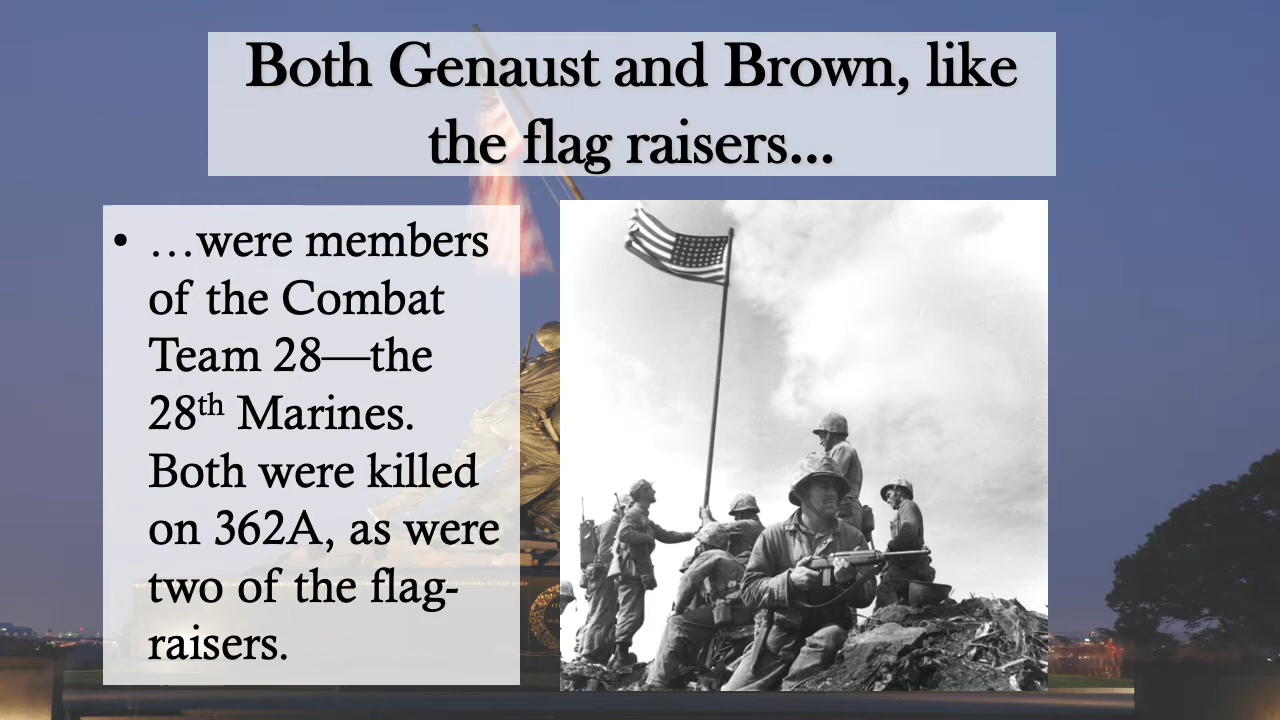 Both Genaust and Brown, like
the flag raisers...
• …were members
of the Combat
Team 28—the
28th Marines.
Both were killed
on 362A, as were
two of the flag-
raisers.